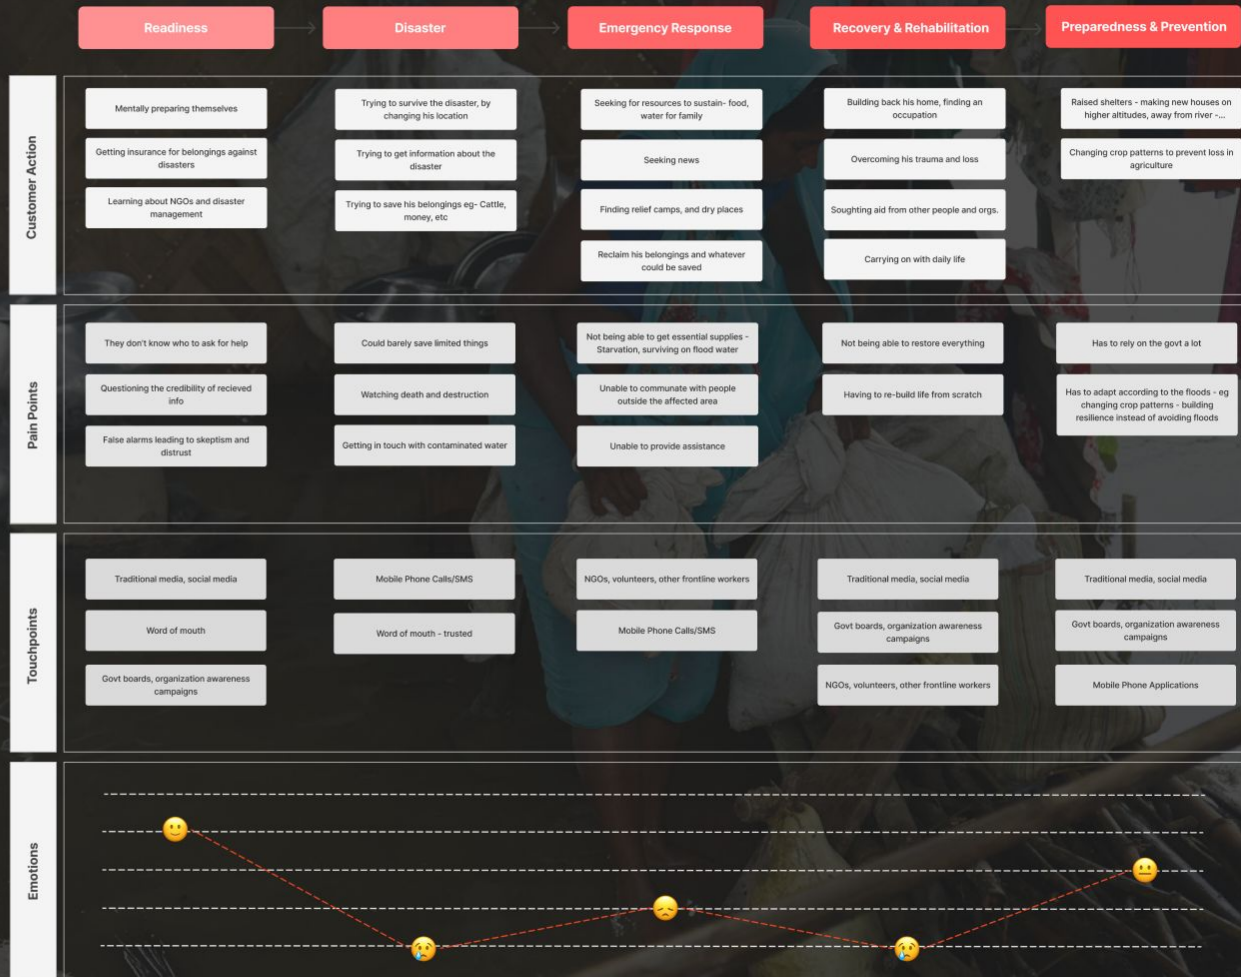 Readiness
Disaster
Emergency Response
Recovery & Rehabilitation
Preparedness & Prevention
Customer Action
Mentally preparing themselves
Getting insurance for belongings against
disasters
Learning about NGOs and disaster
management
Trying to survive the disaster, by
changing his location
Trying to get information about the
disaster
Trying to save his belongings eg- Cattle,
money, etc
Seeking for resources to sustain- food,
water for family
Seeking news
Finding relief camps, and dry places
Reclaim his belongings and whatever
could be saved
Building back his home, finding an
occupation
Overcoming his trauma and loss
Soughting aid from other people and orgs.
Carrying on with daily life
Raised shelters - making new houses on
higher altitudes, away from river -...
Changing crop patterns to prevent loss in
agriculture
Pain Points
They don't know who to ask for help
Questioning the credibility of recieved
info
False alarms leading to skeptism and
distrust
Could barely save limited things
Watching death and destruction
Getting in touch with contaminated water
Not being able to get essential supplies -
Starvation, surviving on flood water
Unable to communate with people
outside the affected area
Unable to provide assistance
Not being able to restore everything
Having to re-build life from scratch
Has to rely on the govt a lot
Has to adapt according to the floods - eg
changing crop patterns - building
resilience instead of avoiding floods
Touchpoints
Traditional media, social media
Word of mouth
Govt boards, organization awareness
campaigns
Mobile Phone Calls/SMS
Word of mouth - trusted
NGOs, volunteers, other frontline workers
Mobile Phone Calls/SMS
Traditional media, social media
Govt boards, organization awareness
campaigns
NGOs, volunteers, other frontline workers
Traditional media, social media
Govt boards, organization awareness
campaigns
Mobile Phone Applications
Emotions